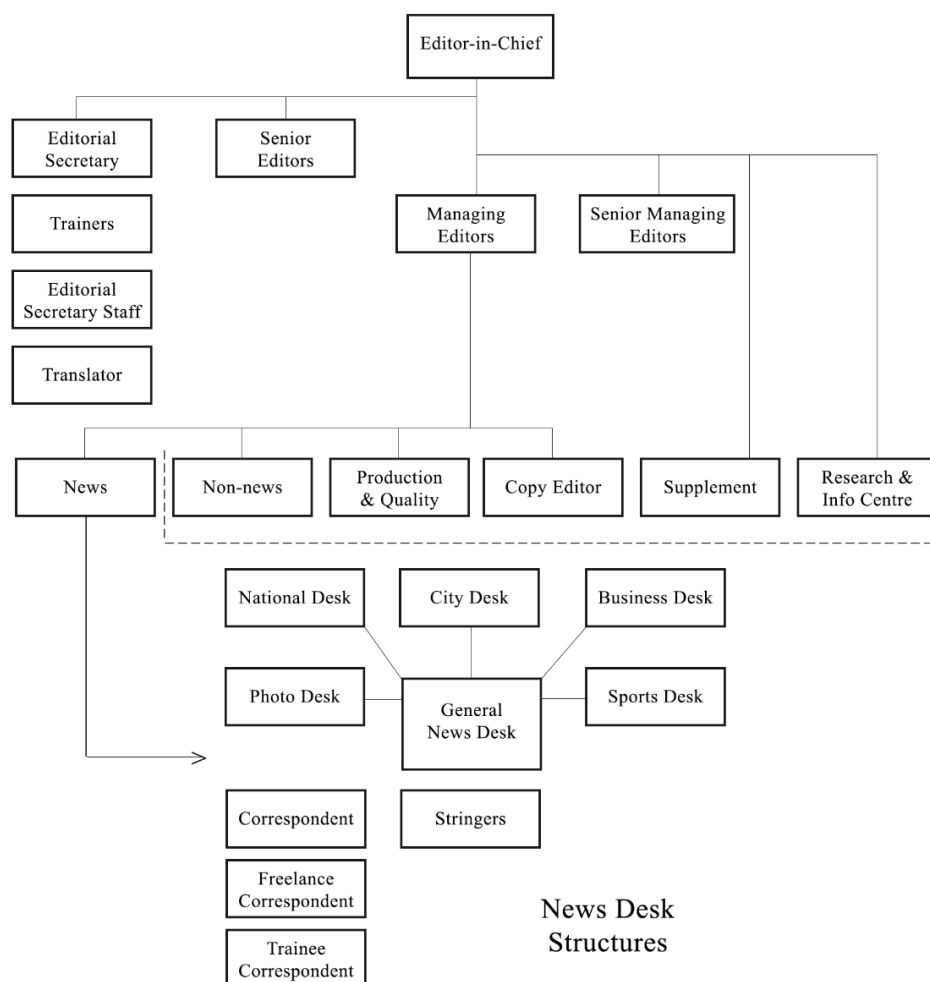 Editor-in-Chief
Editorial
Secretary
Senior
Editors
Trainers
Managing
Editors
Senior Managing
Editors
Editorial
Secretary Staff
Translator
News
Non-news
Production
& Quality
Copy Editor
Supplement
Research &
Info Centre
National Desk
City Desk
Business Desk
Photo Desk
General
News Desk
Sports Desk
Correspondent
Stringers
Freelance
Correspondent
Trainee
Correspondent
News Desk
Structures